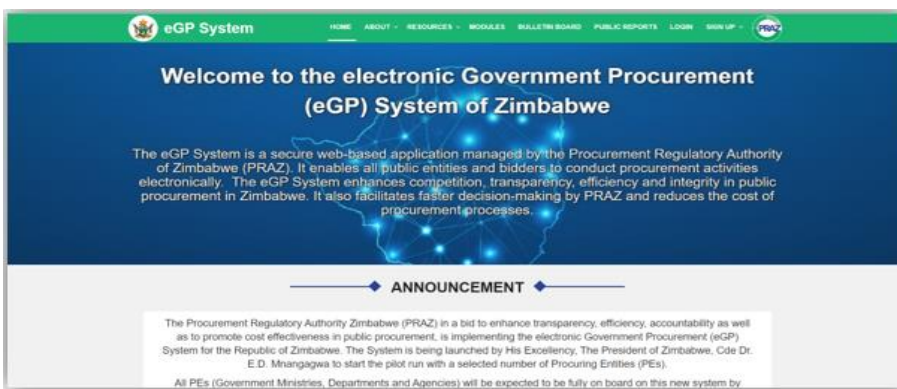 eGP System
HOME ABOUT RESOURCES MODULES BULLETIN BOARD PUBLIC REPORTS LOGIN SIGN UP PRAZ
Welcome to the electronic Government Procurement
(eGP) System of Zimbabwe
The eGP System is a secure web-based application managed by the Procurement Regulatory Authority
of Zimbabwe (PRAZ). It enables all public entities and bidders to conduct procurement activities
electronically. The eGP System enhances competition, transparency, efficiency and integrity in public
procurement in Zimbabwe. It also facilitates faster decision-making by PRAZ and reduces the cost of
procurement processes.
ANNOUNCEMENT
The Procurement Regulatory Authority Zimbabwe (PRAZ) in a bid to enhance transparency, efficiency, accountability as well
as to promote cost effectiveness in public procurement, is implementing the electronic Government Procurement (eGP)
System for the Republic of Zimbabwe. The System is being launched by His Excellency, The President of Zimbabwe, Cde Dr.
E.D. Mnangagwa to start the pilot run with a selected number of Procuring Entities (PEs).
All PEs (Government Ministries, Departments and Agencies) will be expected to be fully on board on this new system by